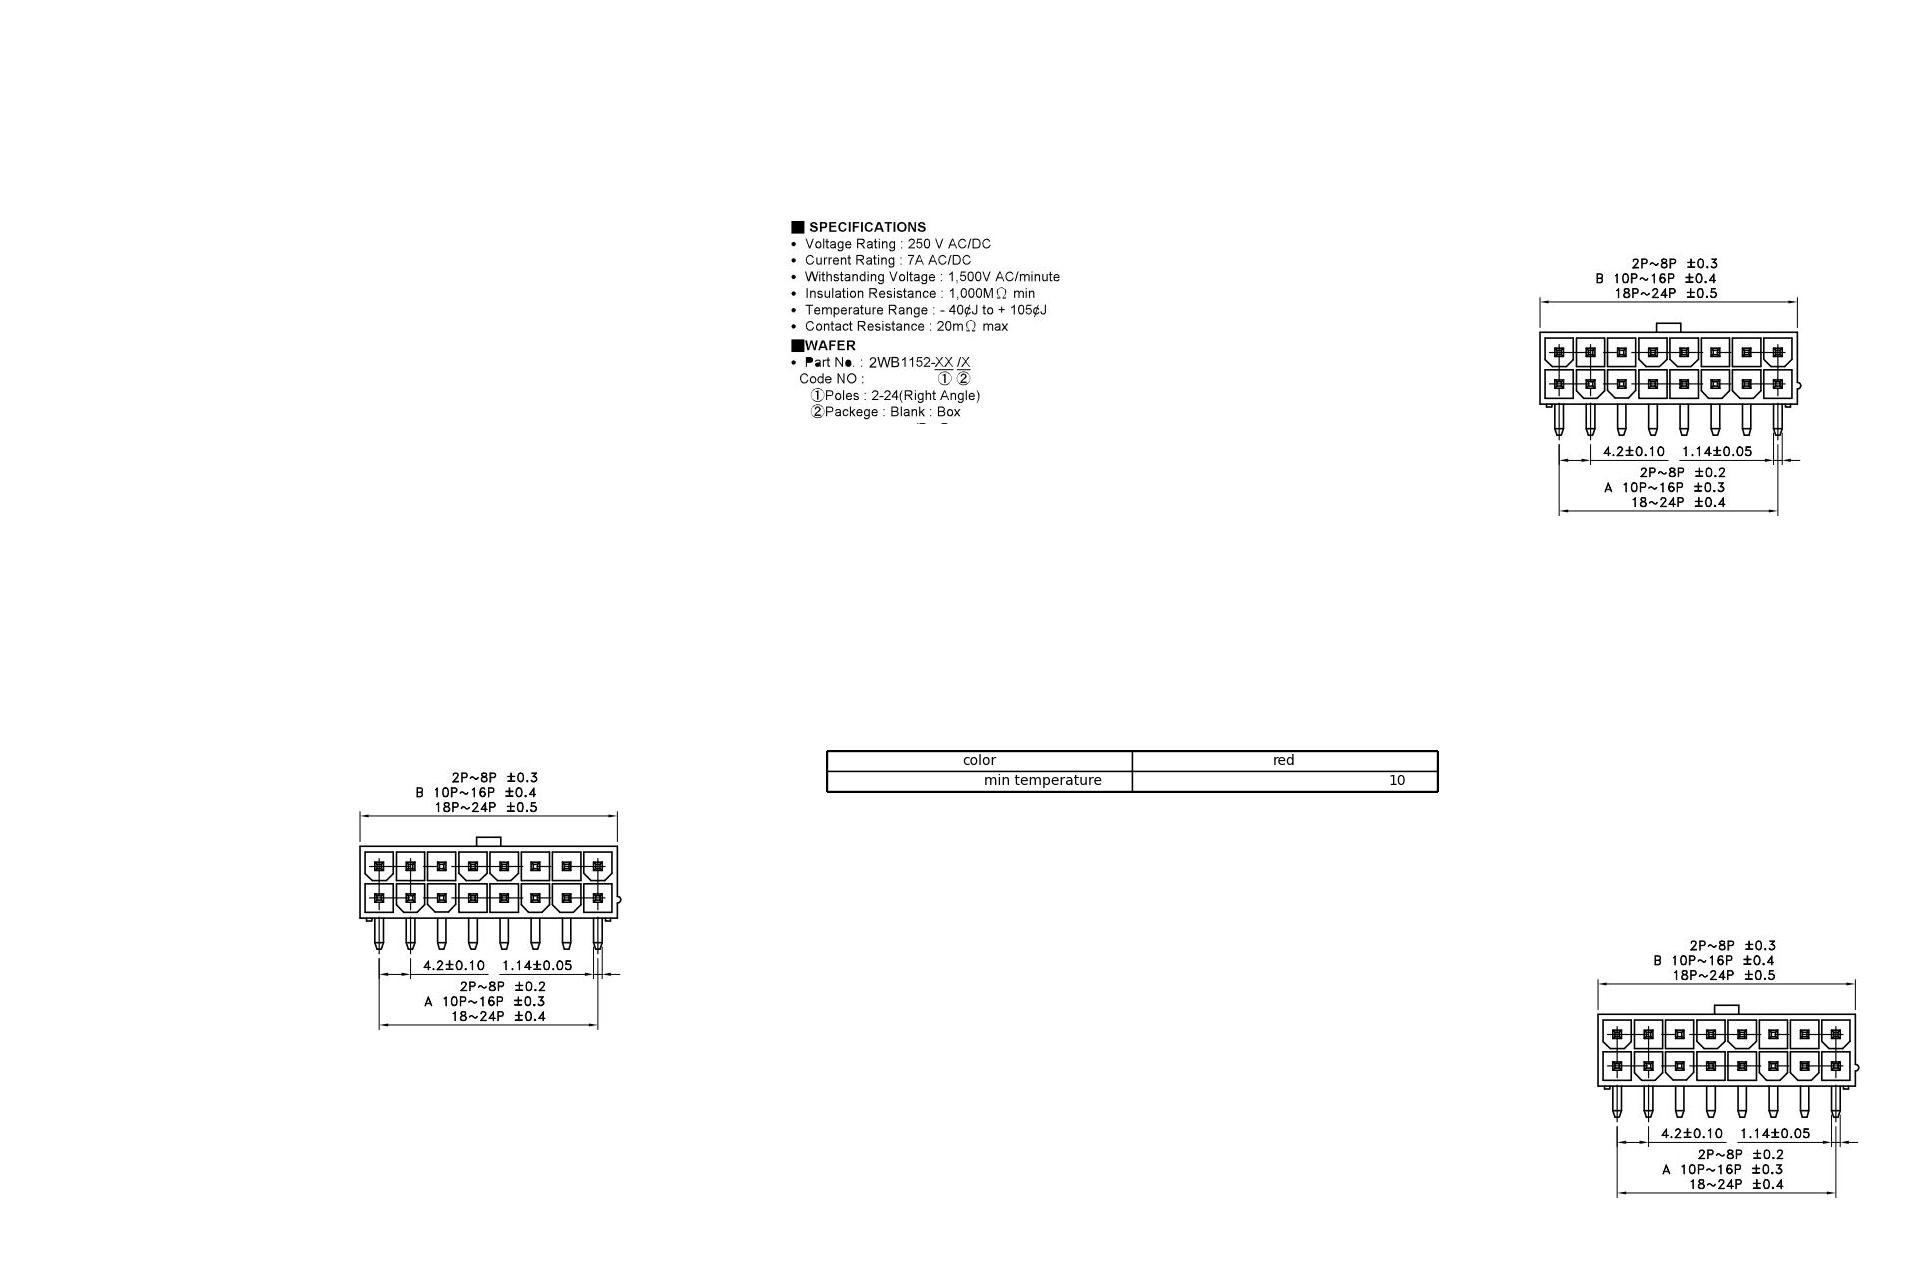 ■ SPECIFICATIONS
• Voltage Rating : 250 V AC/DC
• Current Rating : 7A AC/DC
• Withstanding Voltage : 1,500V AC/minute
• Insulation Resistance : 1,000MΩ min
• Temperature Range : - 40¢J to + 105¢J
• Contact Resistance : 20mΩ max
■WAFER
• Part No. : 2WB1152-XX /X
Code NO : ① ②
①Poles : 2-24(Right Angle)
②Packege : Blank : Box
2P~8P ±0.3
B 10P~16P ±0.4
18P~24P ±0.5
4.2±0.10 1.14±0.05
2P~8P ±0.2
A 10P~16P ±0.3
18~24P ±0.4
color red
min temperature 10
2P~8P ±0.3
B 10P~16P ±0.4
18P~24P ±0.5
4.2±0.10 1.14±0.05
2P~8P ±0.2
A 10P~16P ±0.3
18~24P ±0.4
2P~8P ±0.3
B 10P~16P ±0.4
18P~24P ±0.5
4.2±0.10 1.14±0.05
2P~8P ±0.2
A 10P~16P ±0.3
18~24P ±0.4